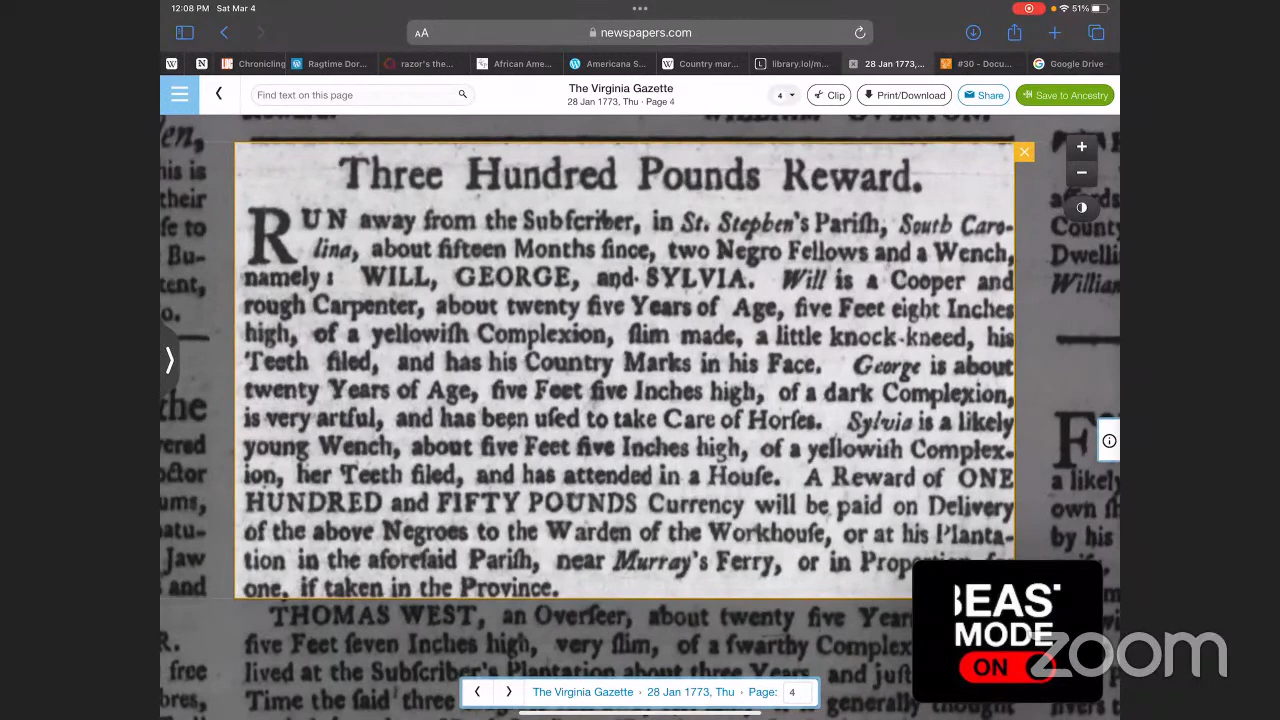 12:08 PM Sat Mar 4
51%
AA newspapers.com
W
N
Chronicling
Ragtime Dor...
razor's the...
African Ame...
Americana S...
Country mar...
library.lol/m...
28 Jan 1773,...
#30 - Docu...
Google Drive
Find text on this page
The Virginia Gazette
28 Jan 1773, Thu · Page 4
4
Clip
Print/Download
Share
Save to Ancestry
Three Hundred Pounds Reward.
RUN away from the Subſcriber, in St. Stephen's Pariſh, South Caro-
lina, about fifteen Months ſince, two Negro Fellows and a Wench,
namely: WILL, GEORGE, and SYLVIA. Will is a Cooper and
rough Carpenter, about twenty five Years of Age, five Feet eight Inches
high, of a yellowiſh Complexion, ſlim made, a little knock-kneed, his
Teeth filed, and has his Country Marks in his Face. George is about
twenty Years of Age, five Feet five Inches high, of a dark Complexion,
is very artful, and has been uſed to take Care of Horſes. Sylvia is a likely
young Wench, about five Feet five Inches high, of a yellowiſh Complex-
ion, her Teeth filed, and has attended in a Houſe. A Reward of ONE
HUNDRED and FIFTY POUNDS Currency will be paid on Delivery
of the above Negroes to the Warden of the Workhouſe, or at his Planta-
tion in the aforeſaid Pariſh, near Murray's Ferry, or in
one, if taken in the Province.
THOMAS WEST, an Overſeer, about twenty five
five Feet ſeven Inches high, very ſlim, of a ſwarthy
lived at the Subſcriber's Plantation about three Years, and
Time the ſaid generally thought
The Virginia Gazette › 28 Jan 1773, Thu › Page: 4
BEAST
MODE
ON
zoom